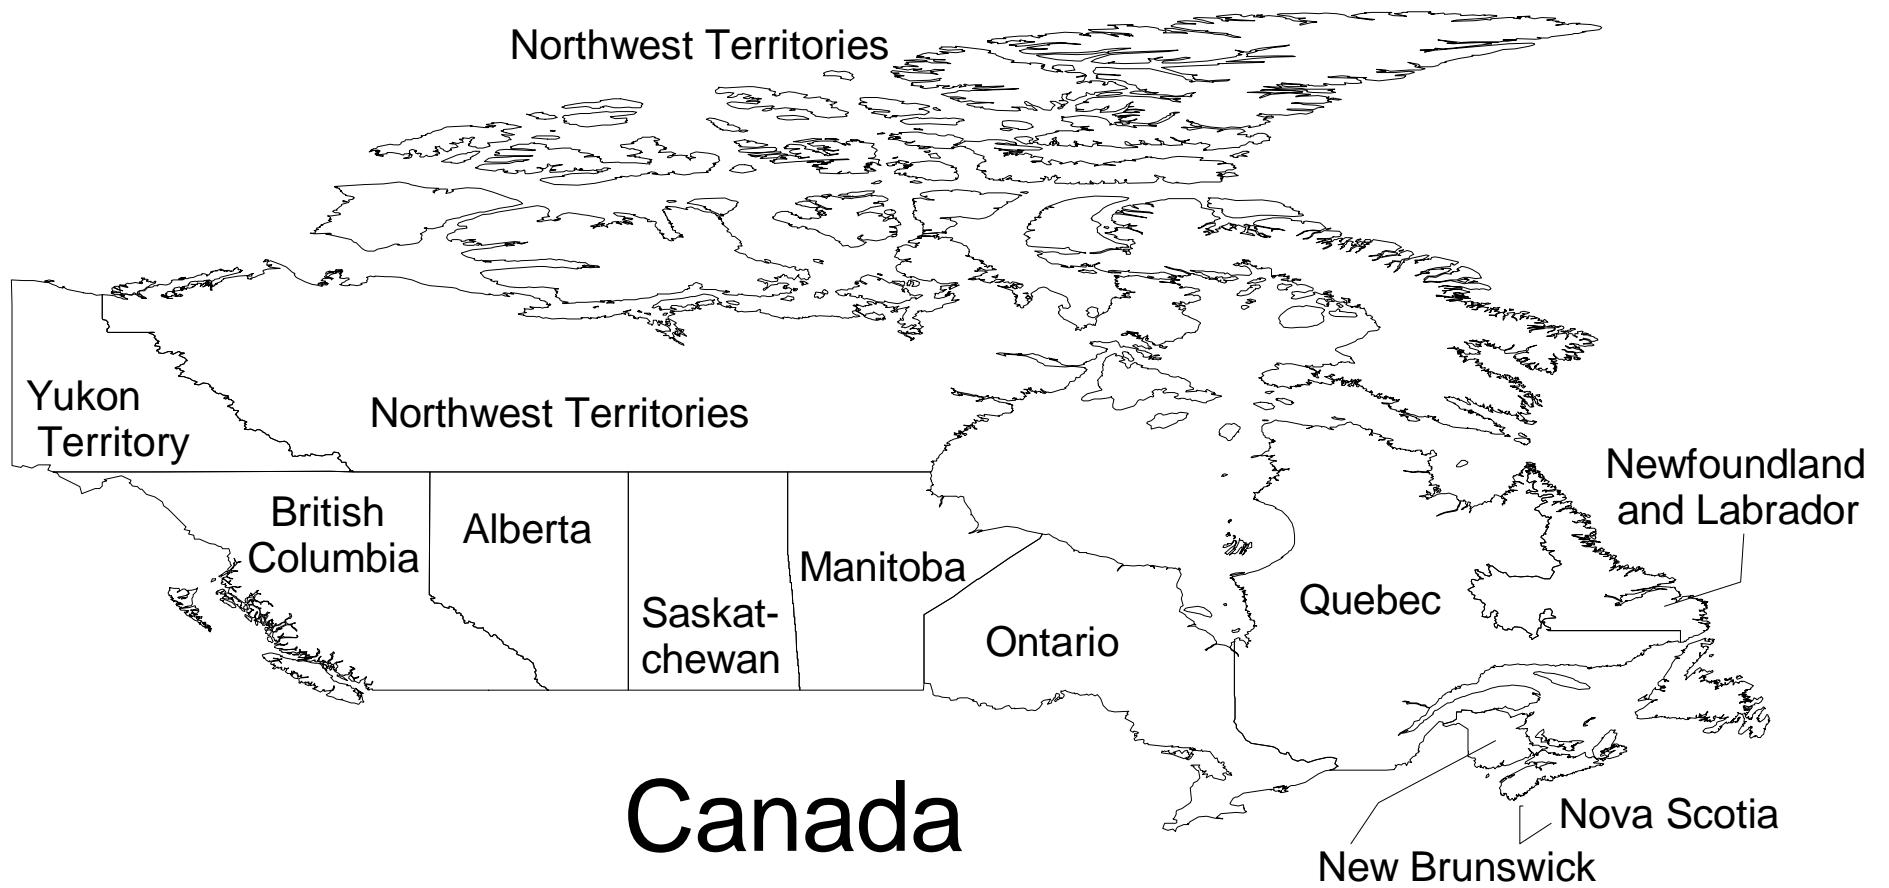 Northwest Territories
Yukon
Territory
Northwest Territories
British
Columbia
Alberta
Saskat-
chewan
Manitoba
Ontario
Quebec
Newfoundland
and Labrador
Canada
Nova Scotia
New Brunswick